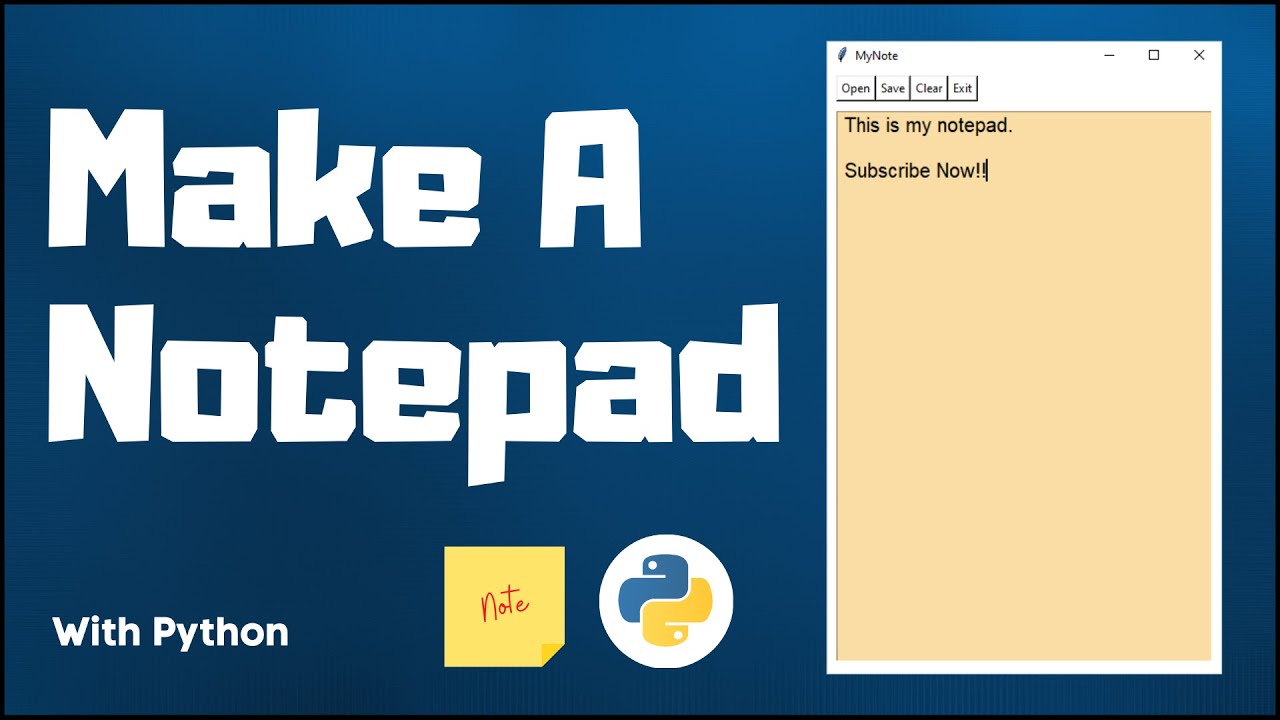 Make A
Notepad
With Python
Note
MyNote
Open Save Clear Exit
This is my notepad.
Subscribe Now!!